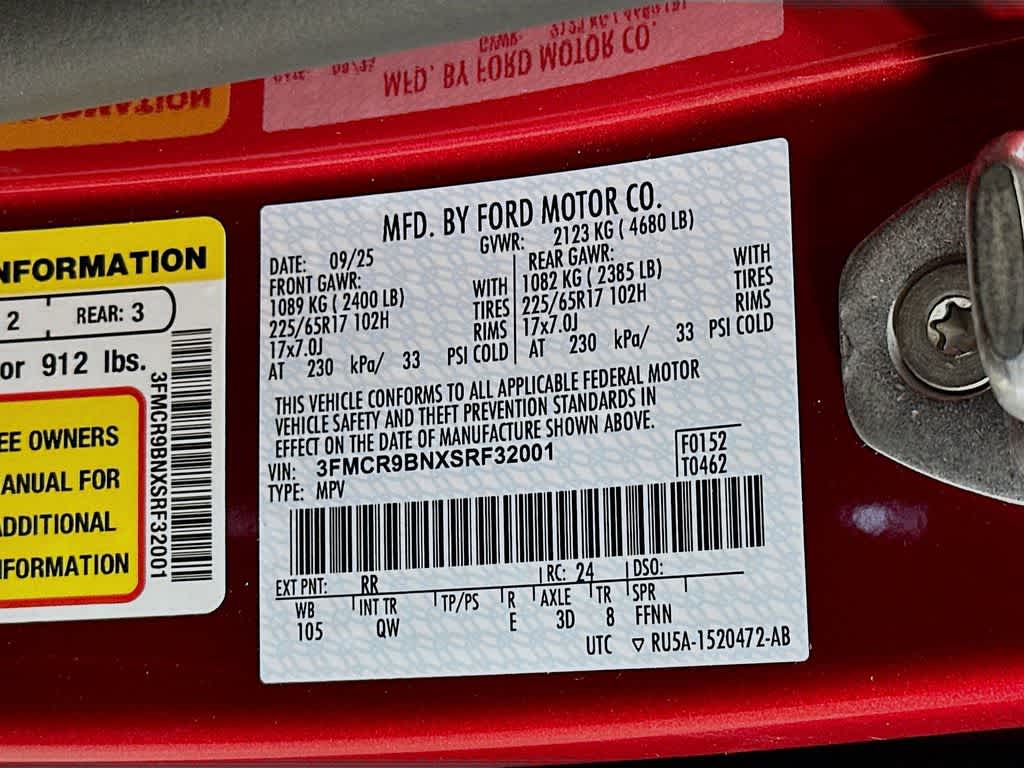 MFD. BY FORD MOTOR CO.
DATE: 09/25 GVWR: 2123 KG ( 4680 LB)
FRONT GAWR: REAR GAWR:
1089 KG ( 2400 LB) WITH 1082 KG ( 2385 LB) WITH
225/65R17 102H TIRES 225/65R17 102H TIRES
17x7.0J RIMS 17x7.0J RIMS
AT 230 kPa/ 33 PSI COLD AT 230 kPa/ 33 PSI COLD
THIS VEHICLE CONFORMS TO ALL APPLICABLE FEDERAL MOTOR
VEHICLE SAFETY AND THEFT PREVENTION STANDARDS IN
EFFECT ON THE DATE OF MANUFACTURE SHOWN ABOVE.
VIN: 3FMCR9BNXSRF32001 F0152
TYPE: MPV T0462
EXT PNT: RR RC: 24 DSO:
WB INT TR TP/PS R AXLE TR SPR
105 QW E 3D 8 FFNN
UTC ▽ RU5A-1520472-AB
NFORMATION
2 REAR: 3
or 912 lbs.
EE OWNERS
ANUAL FOR
ADDITIONAL
FORMATION
3FMCR9BNXSRF32001
MFD. BY FORD MOTOR CO.